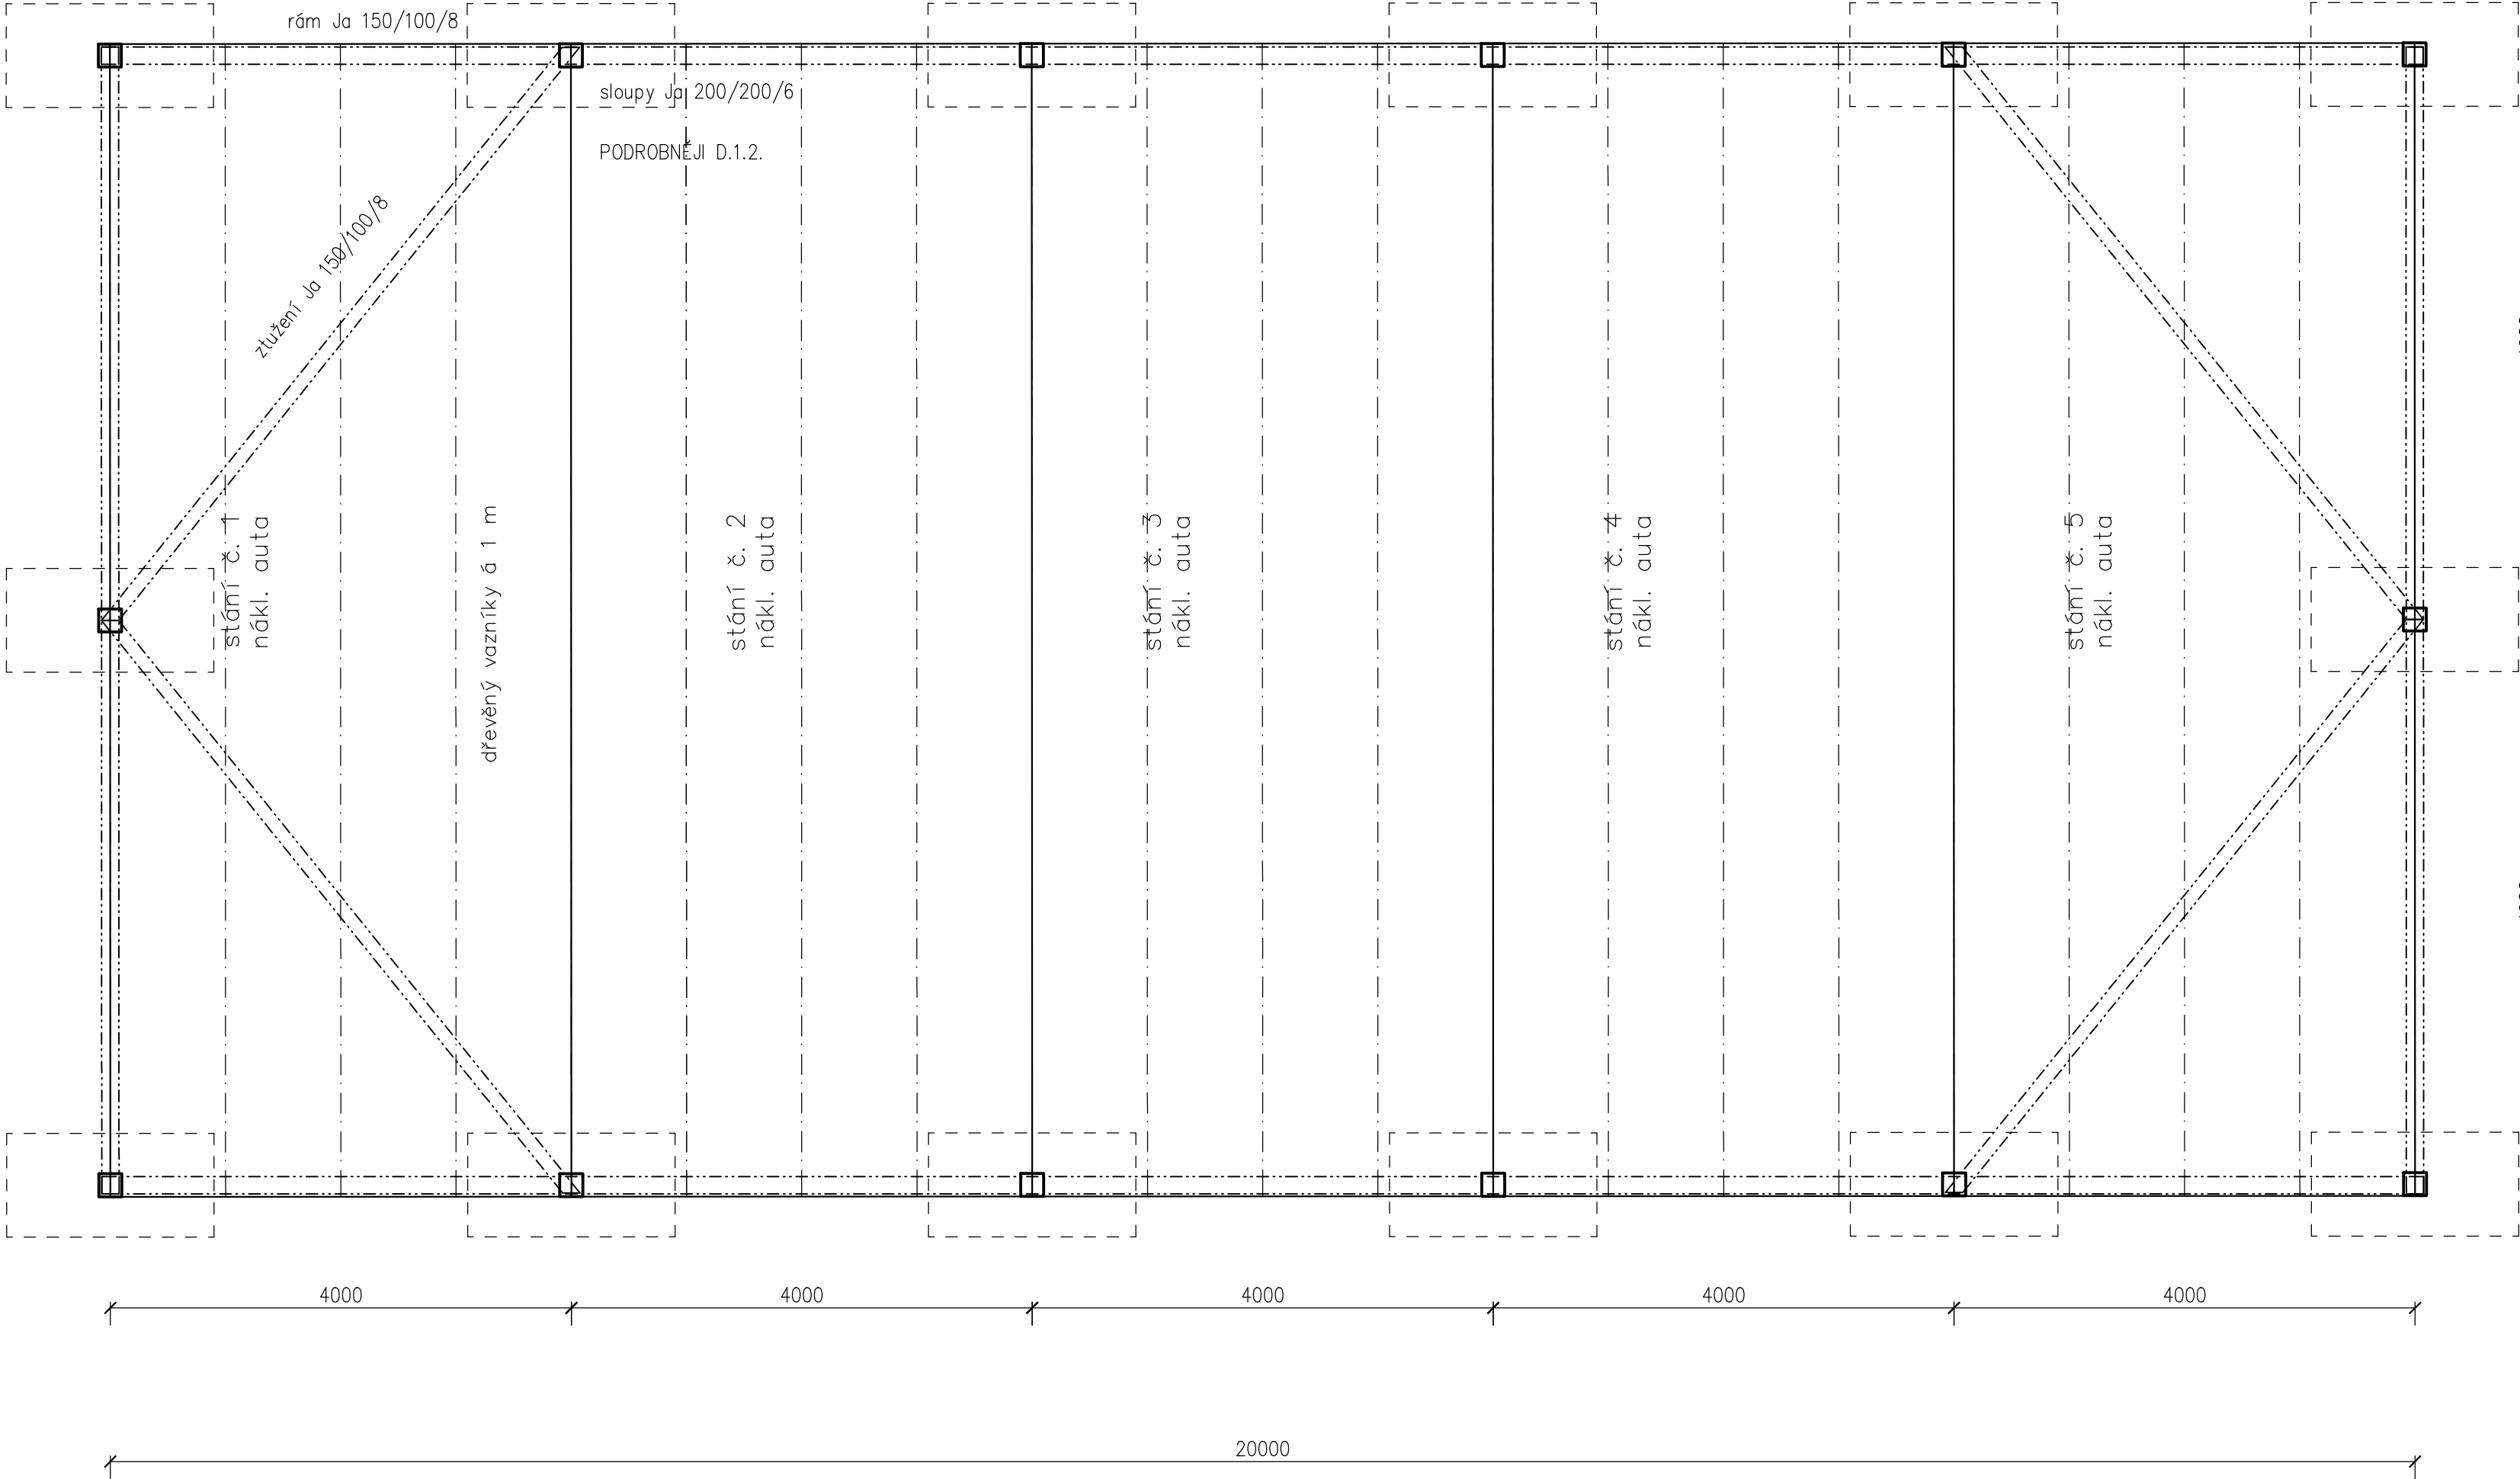 rám Ja 150/100/8
sloupy Ja 200/200/6
PODROBNĚJI D.1.2.
ztužení Ja 150/100/8
stání č. 1
nákl. auta
dřevěný vazníky á 1 m
stání č. 2
nákl. auta
stání č. 3
nákl. auta
stání č. 4
nákl. auta
stání č. 5
nákl. auta
4000
4000
4000
4000
4000
20000